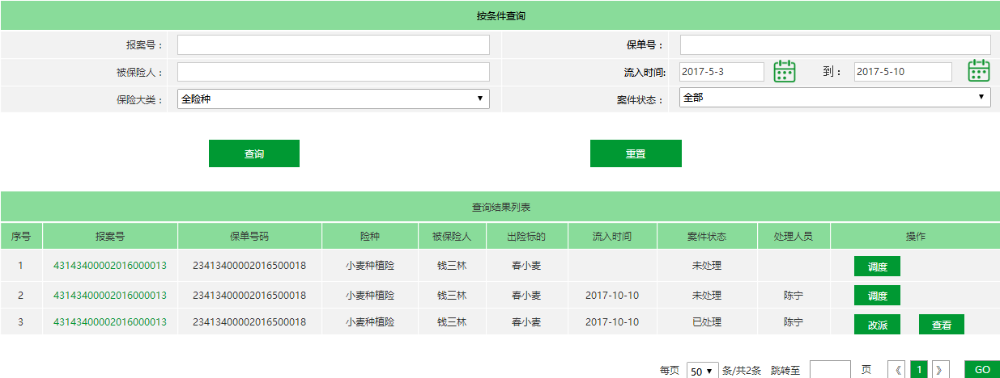 按条件查询
报案号： 保单号：
被保险人： 流入时间: 2017-5-3 到： 2017-5-10
保险大类： 全险种 案件状态： 全部
查询 重置
查询结果列表
序号 报案号 保单号码 险种 被保险人 出险标的 流入时间 案件状态 处理人员 操作
1 43143400002016000013 23413400002016500018 小麦种植险 钱三林 春小麦 未处理 调度
2 43143400002016000013 23413400002016500018 小麦种植险 钱三林 春小麦 2017-10-10 未处理 陈宁 调度
3 43143400002016000013 23413400002016500018 小麦种植险 钱三林 春小麦 2017-10-10 已处理 陈宁 改派 查看
每页 50 条/共2条 跳转至 页 《 1 》 GO